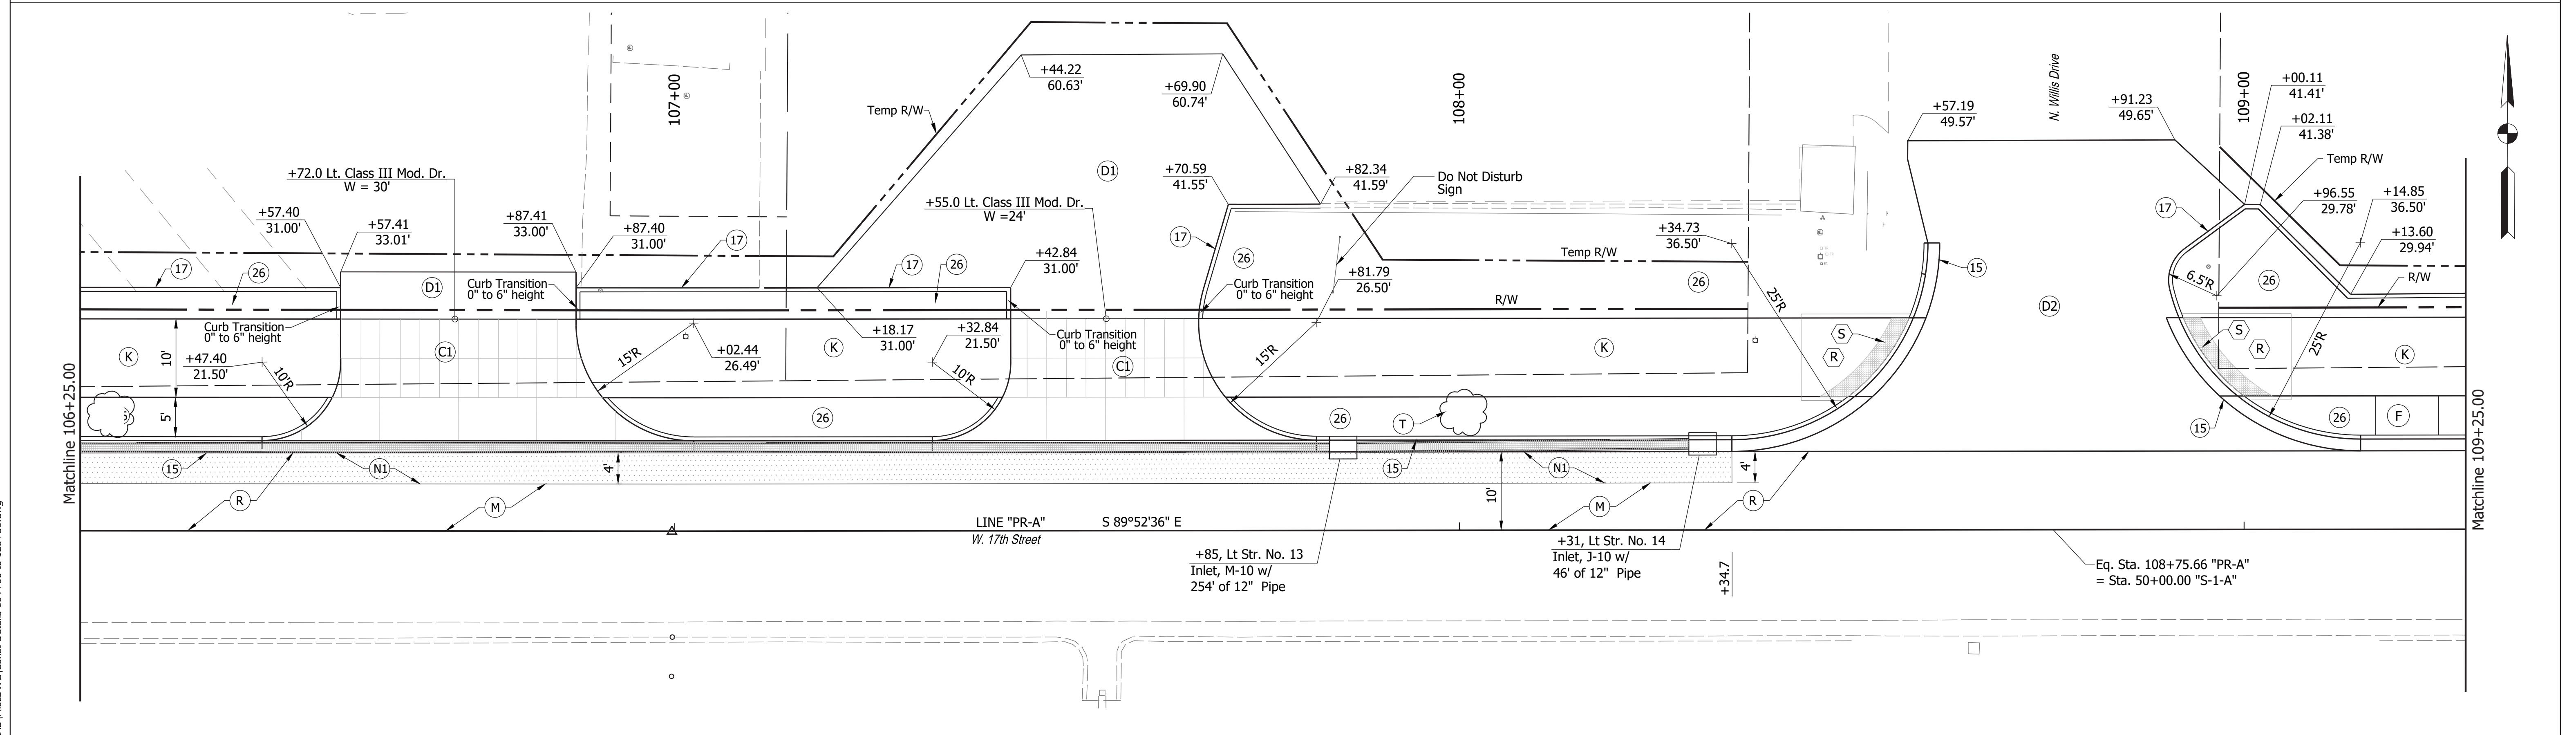 Matchline 106+25.00
107+00
108+00
109+00
N. Willis Drive
Temp R/W
+44.22
60.63'
+69.90
60.74'
D1
+57.19
49.57'
+91.23
49.65'
+00.11
41.41'
+02.11
41.38'
Temp R/W
+72.0 Lt. Class III Mod. Dr.
W = 30'
+55.0 Lt. Class III Mod. Dr.
W =24'
+70.59
41.55'
+82.34
41.59'
Do Not Disturb
Sign
+96.55
29.78'
+14.85
36.50'
+57.40
31.00'
+57.41
33.01'
+87.41
33.00'
+87.40
31.00'
17
17
+42.84
31.00'
17
26
+34.73
36.50'
Temp R/W
17
+13.60
29.94'
17
26
D1
Curb Transition
0" to 6" height
26
Curb Transition
0" to 6" height
+81.79
26.50'
26
25'R
15
6.5'R
26
R/W
R/W
D2
Curb Transition
0" to 6" height
+18.17
31.00'
+32.84
21.50'
Curb Transition
0" to 6" height
K
10'
+47.40
21.50'
10'R
C1
15'R
+02.44
26.49'
K
10'R
C1
15'R
K
S
R
S
R
25'R
K
5'
26
26
T
15
26
F
Matchline 109+25.00
15
N1
4'
15
N1
4'
R
M
10'
M
R
LINE "PR-A"
S 89°52'36" E
W. 17th Street
+85, Lt Str. No. 13
Inlet, M-10 w/
254' of 12" Pipe
+31, Lt Str. No. 14
Inlet, J-10 w/
46' of 12" Pipe
+34.7
Eq. Sta. 108+75.66 "PR-A"
= Sta. 50+00.00 "S-1-A"